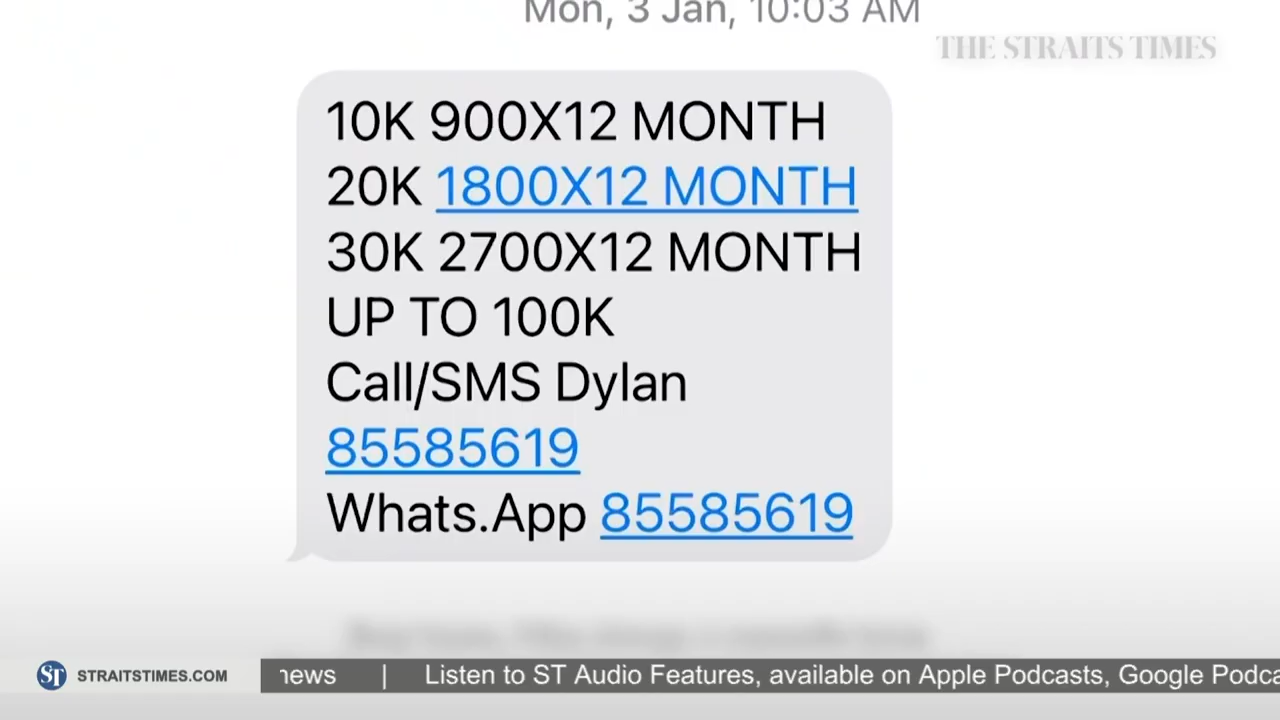 Mon, 3 Jan, 10:03 AM
THE STRAITS TIMES
10K 900X12 MONTH
20K 1800X12 MONTH
30K 2700X12 MONTH
UP TO 100K
Call/SMS Dylan
85585619
Whats.App 85585619
ST STRAITSTIMES.COM
news | Listen to ST Audio Features, available on Apple Podcasts, Google